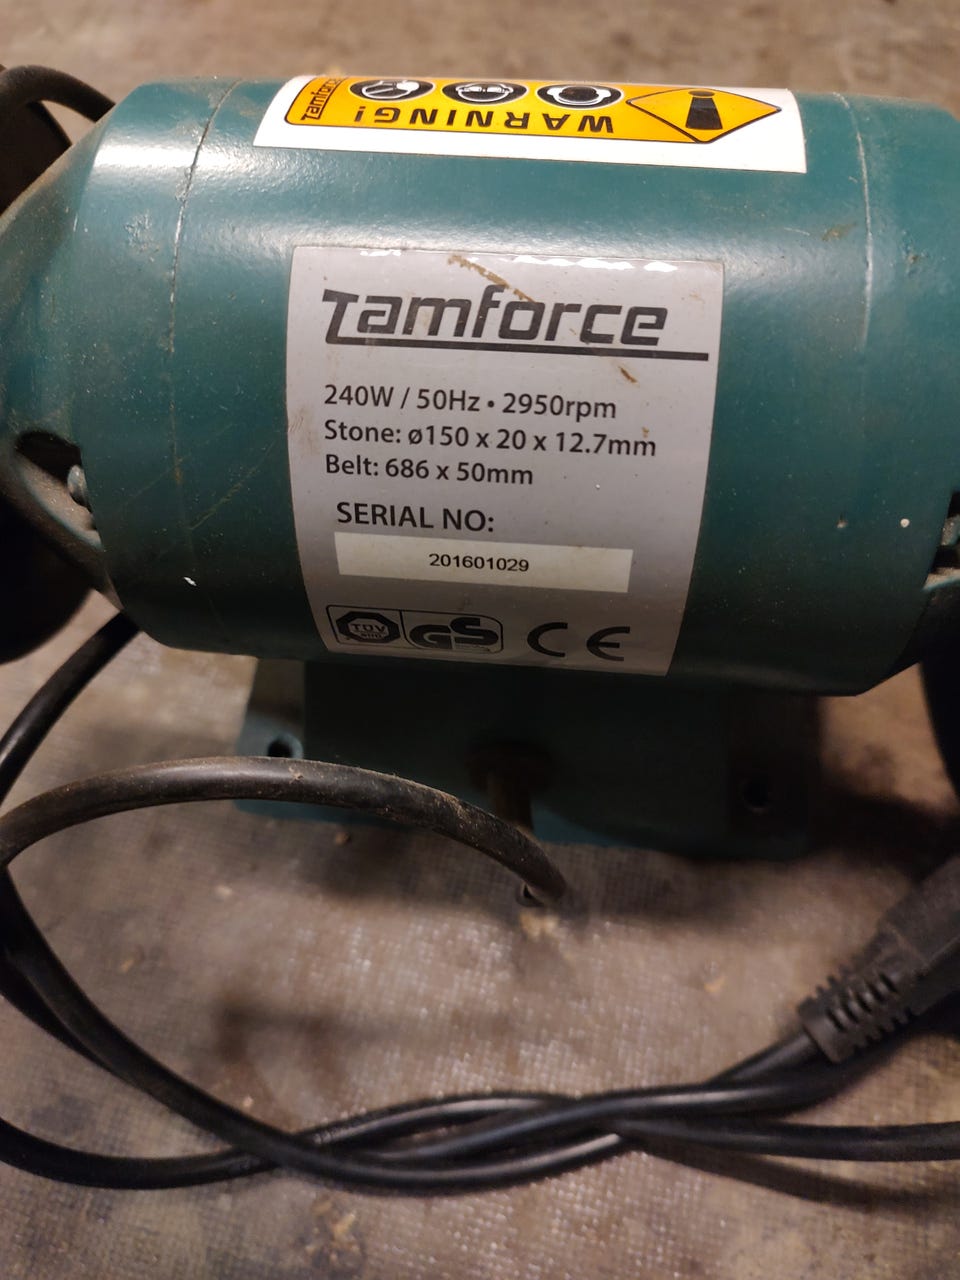 Tamforce
WARNING!
Tamforce
240W / 50Hz • 2950rpm
Stone: ø150 x 20 x 12.7mm
Belt: 686 x 50mm
SERIAL NO:
201601029
TÜV
GS
CE